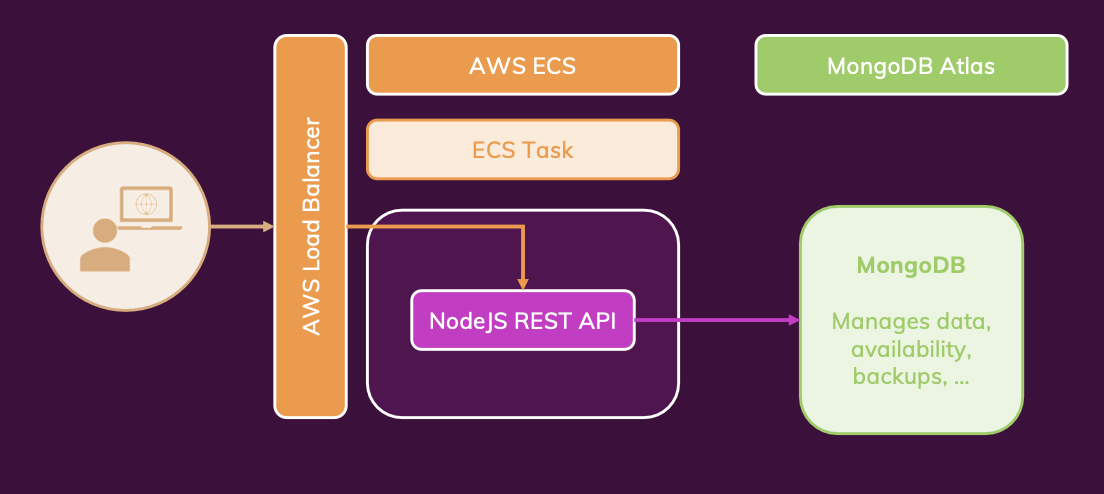 AWS Load Balancer
AWS ECS
MongoDB Atlas
ECS Task
NodeJS REST API
MongoDB
Manages data,
availability,
backups, ...